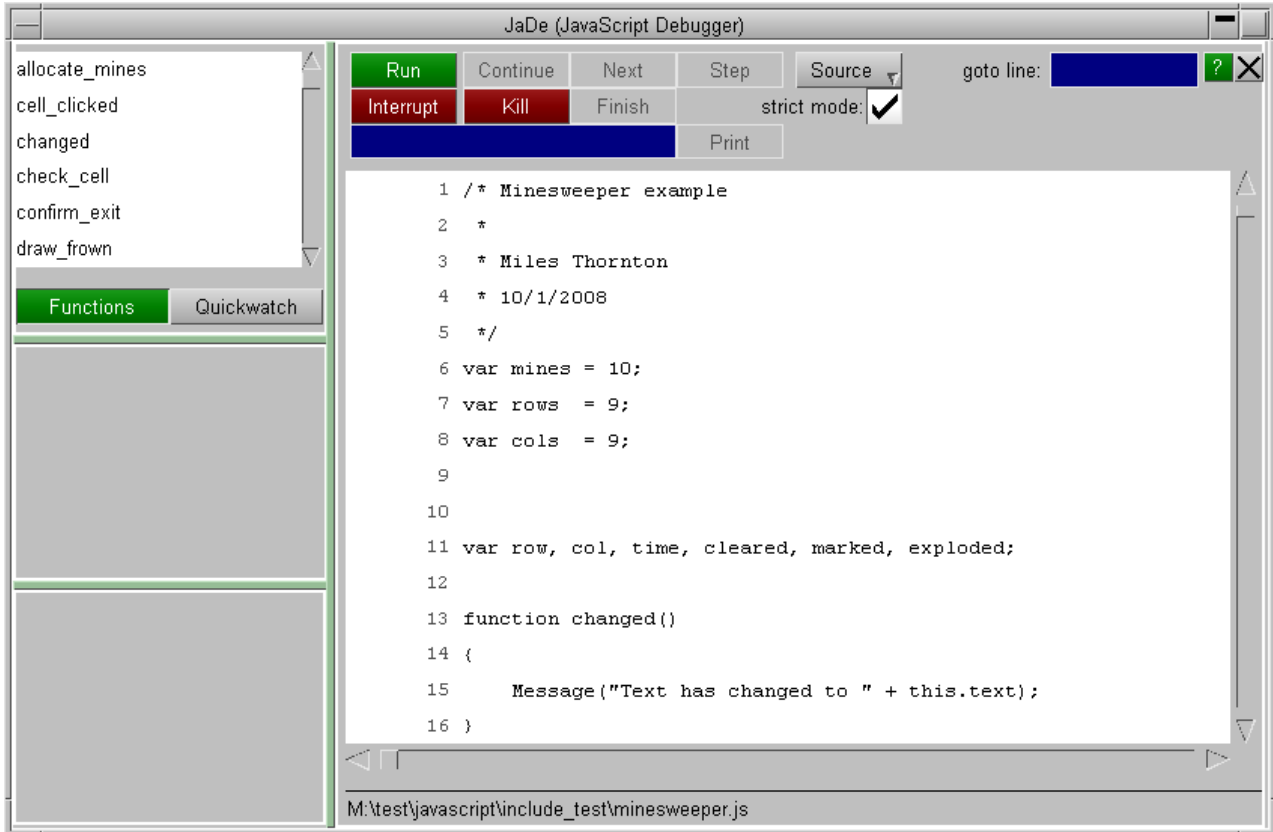 JaDe (JavaScript Debugger)
allocate_mines
cell_clicked
changed
check_cell
confirm_exit
draw_frown
Functions Quickwatch
Run Continue Next Step Source goto line: ?
Interrupt Kill Finish strict mode:
Print
1 /* Minesweeper example
2  *
3  * Miles Thornton
4  * 10/1/2008
5  */
6 var mines = 10;
7 var rows  = 9;
8 var cols  = 9;
9
10
11 var row, col, time, cleared, marked, exploded;
12
13 function changed()
14 {
15     Message("Text has changed to " + this.text);
16 }
M:\test\javascript\include_test\minesweeper.js